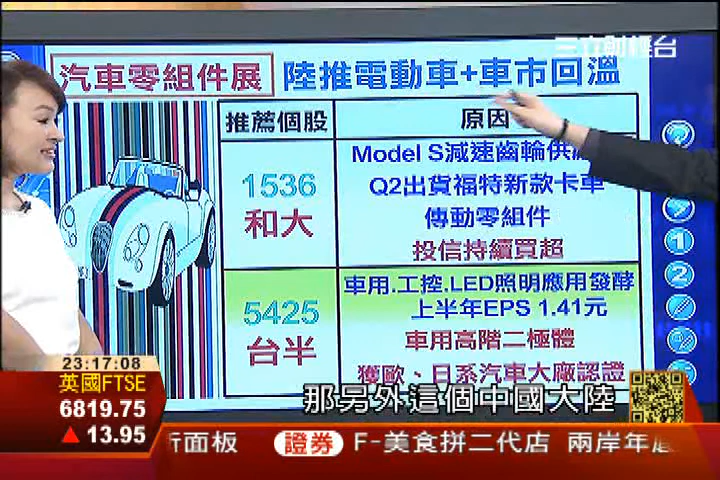 三立財經台
汽車零組件展 陸推電動車+車市回溫
推薦個股 原因
1536
和大
Model S減速齒輪供應
Q2出貨福特新款卡車
傳動零組件
投信持續買超
5425
台半
車用.工控.LED照明應用發酵
上半年EPS 1.41元
車用高階二極體
獲歐、日系汽車大廠認證
1
2
那另外這個中國大陸
23:17:08
英國FTSE
6819.75
▲13.95
面板 證券 F-美食拼二代店 兩岸年底